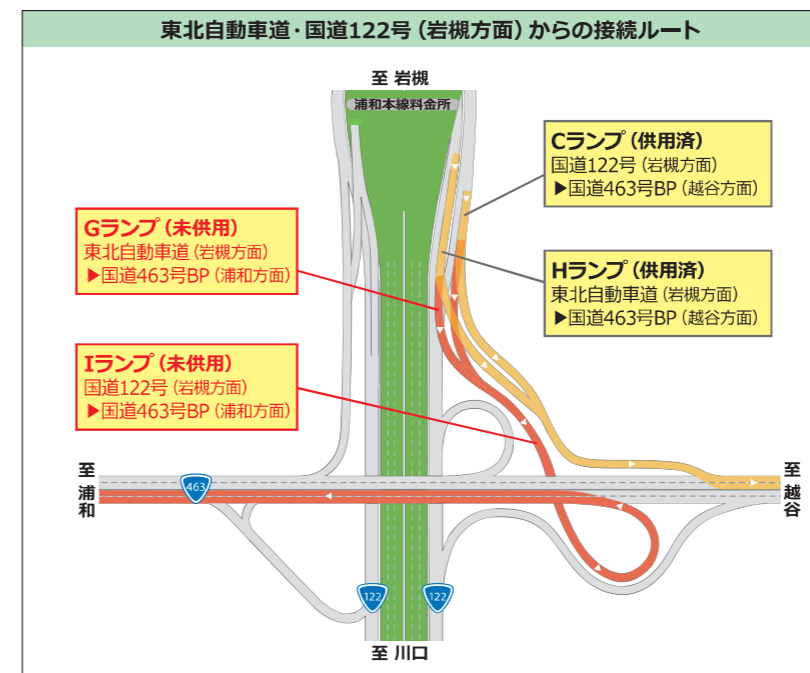 東北自動車道・国道122号（岩槻方面）からの接続ルート
至 岩槻
浦和本線料金所
Cランプ（供用済）
国道122号（岩槻方面）
▶国道463号BP（越谷方面）
Gランプ（未供用）
東北自動車道（岩槻方面）
▶国道463号BP（浦和方面）
Hランプ（供用済）
東北自動車道（岩槻方面）
▶国道463号BP（越谷方面）
Iランプ（未供用）
国道122号（岩槻方面）
▶国道463号BP（浦和方面）
至 浦和
463
至 越谷
122
122
至 川口